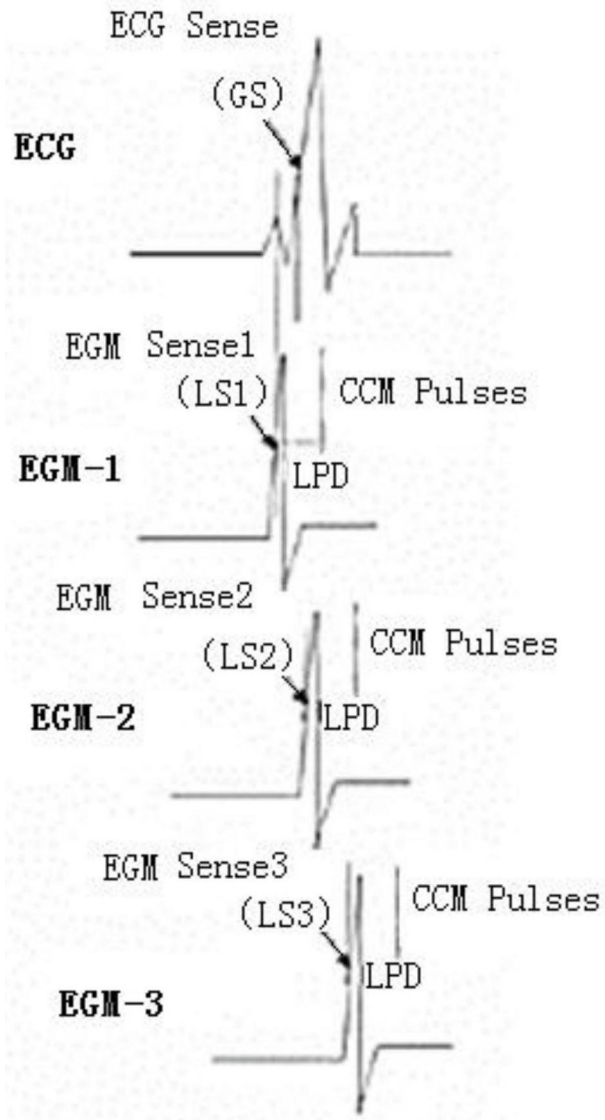 ECG Sense
(GS)
ECG
EGM Sense1
(LS1)
CCM Pulses
EGM-1
LPD
EGM Sense2
(LS2)
CCM Pulses
EGM-2
LPD
EGM Sense3
(LS3)
CCM Pulses
LPD
EGM-3